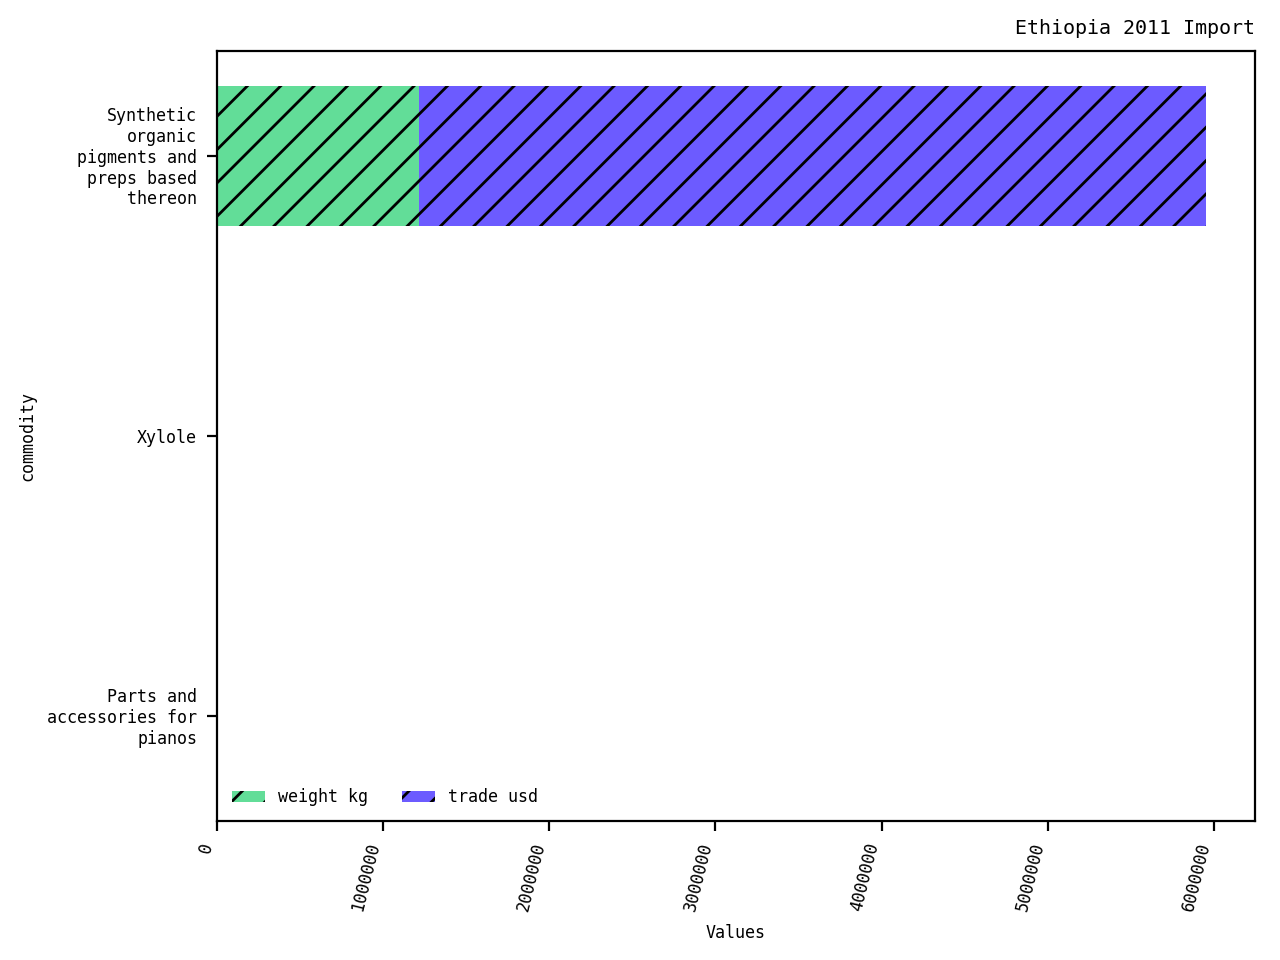 Ethiopia 2011 Import
Synthetic
organic
pigments and
preps based
thereon
commodity
Xylole
Parts and
accessories for
pianos
weight kg
trade usd
0
1000000
2000000
3000000
4000000
5000000
6000000
Values